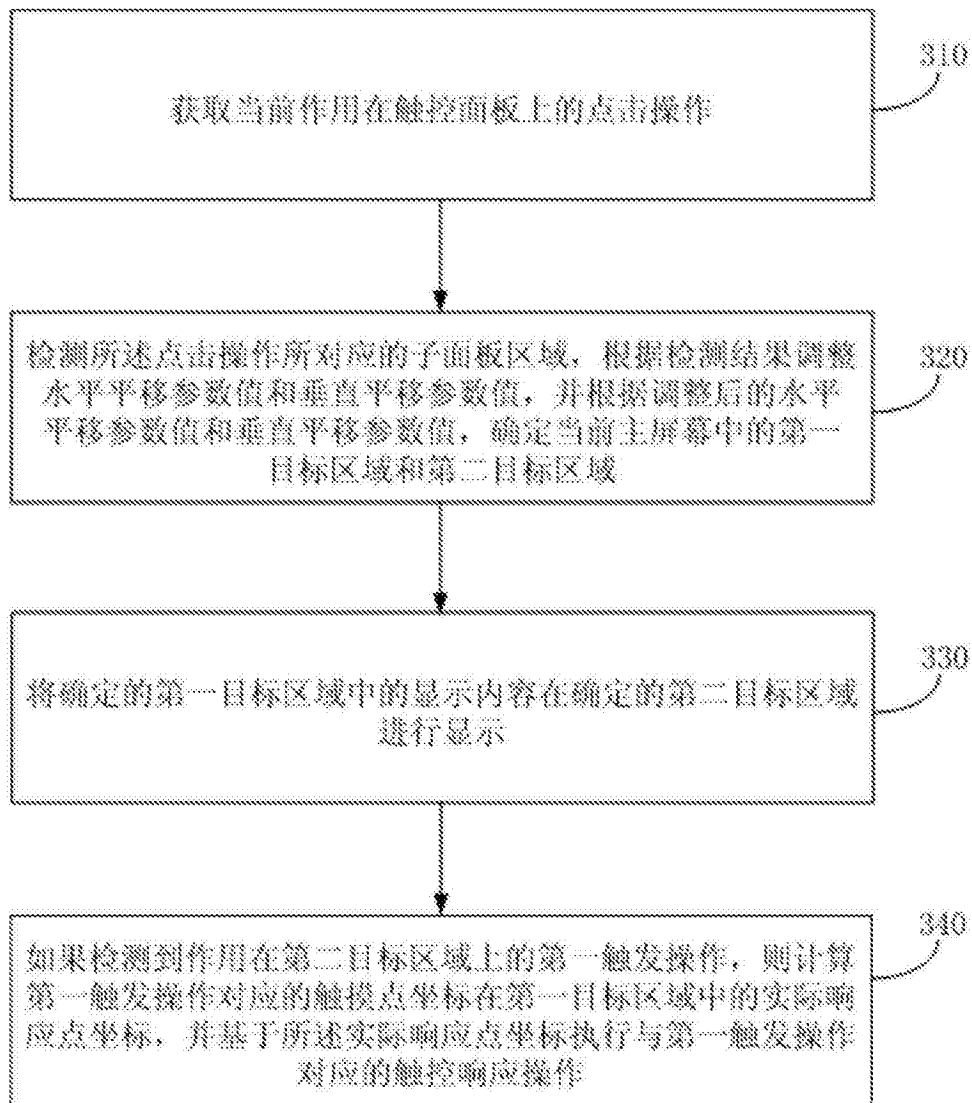 获取当前作用在触控面板上的点击操作
310
检测所述点击操作所对应的子面板区域，根据检测结果调整
水平平移参数值和垂直平移参数值，并根据调整后的水平
平移参数值和垂直平移参数值，确定当前主屏幕中的第一
目标区域和第二目标区域
320
将确定的第一目标区域中的显示内容在确定的第二目标区域
进行显示
330
如果检测到作用在第二目标区域上的第一触发操作，则计算
第一触发操作对应的触摸点坐标在第一目标区域中的实际响
应点坐标，并基于所述实际响应点坐标执行与第一触发操作
对应的触控响应操作
340